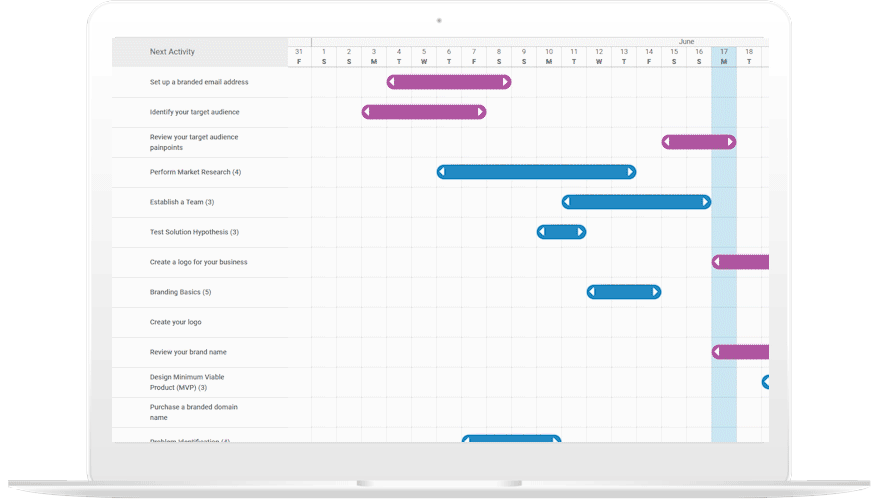 June
Next Activity
31 1 2 3 4 5 6 7 8 9 10 11 12 13 14 15 16 17 18
F S S M T W T F S S M T W T F S S M T
Set up a branded email address
Identify your target audience
Review your target audience
painpoints
Perform Market Research (4)
Establish a Team (3)
Test Solution Hypothesis (3)
Create a logo for your business
Branding Basics (5)
Create your logo
Review your brand name
Design Minimum Viable
Product (MVP) (3)
Purchase a branded domain
name
Problem Identification (4)